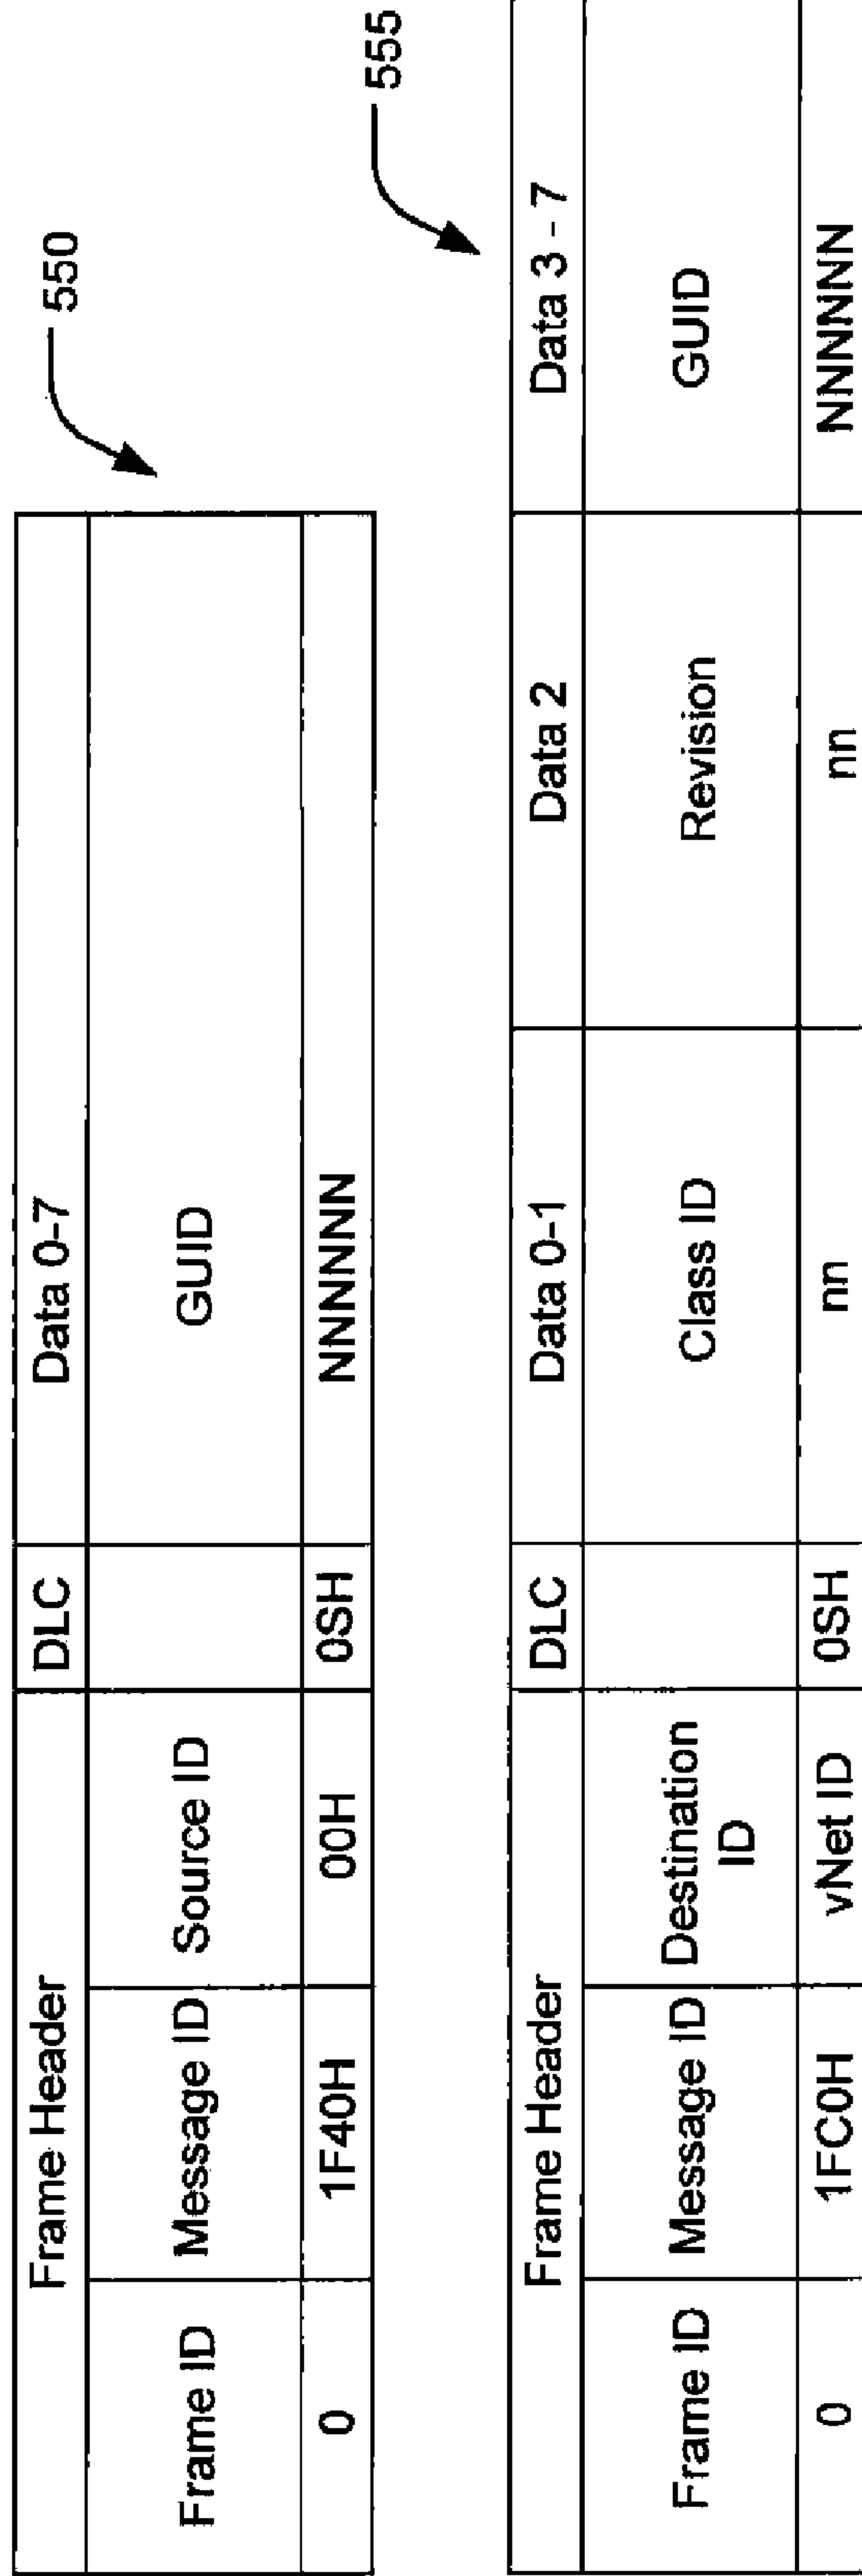 550
Frame Header DLC Data 0-7
Frame ID Message ID Source ID GUID
0 1F40H 00H 0SH NNNNNN
555
Frame Header DLC Data 0-1 Data 2 Data 3 - 7
Frame ID Message ID Destination ID Class ID Revision GUID
0 1FC0H vNet ID 0SH nn nn NNNNNN